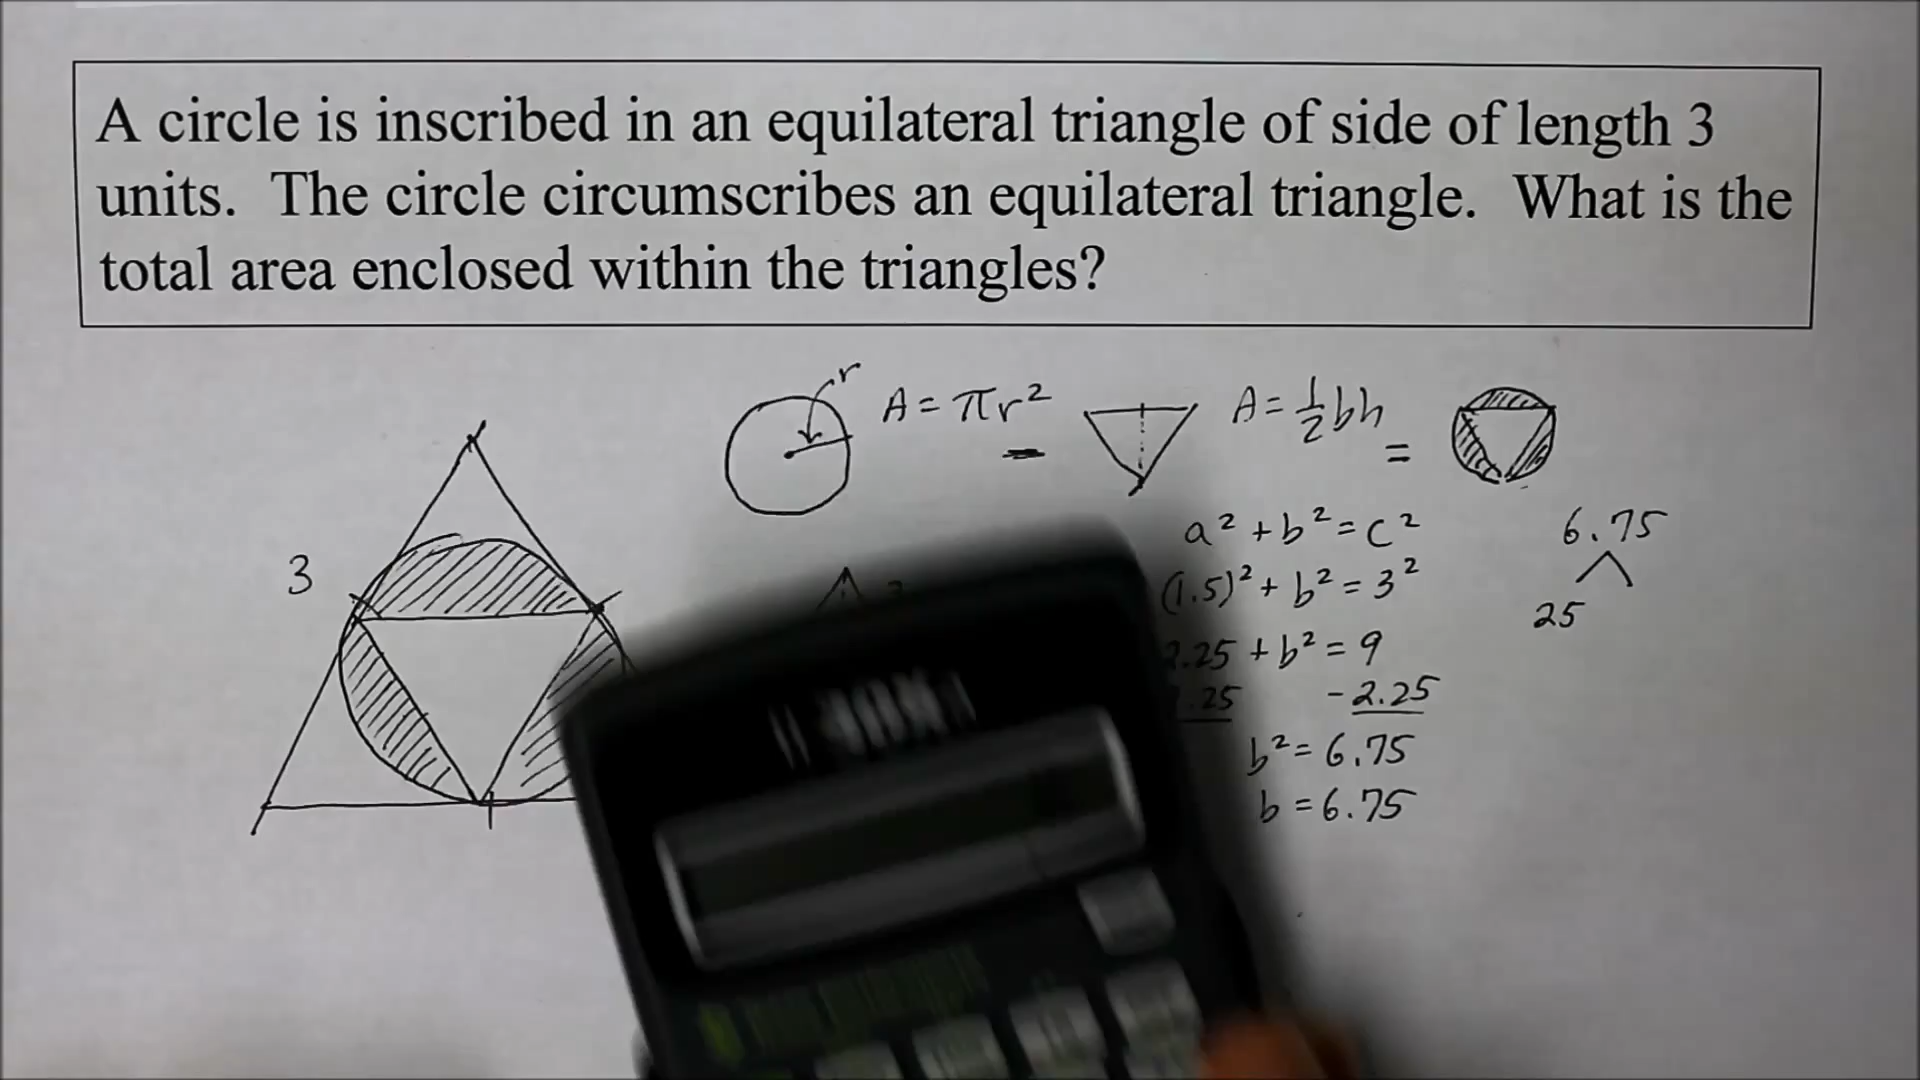 A circle is inscribed in an equilateral triangle of side of length 3
units. The circle circumscribes an equilateral triangle. What is the
total area enclosed within the triangles?
r
A = πr²
A = ½bh
-
=
3
a² + b² = c²
(1.5)² + b² = 3²
2.25 + b² = 9
.25 - 2.25
b² = 6.75
b = 6.75
6.75
25